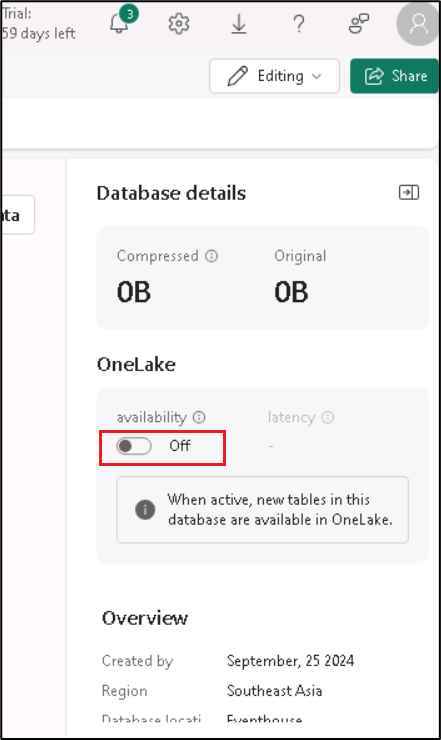 Trial:
59 days left
3
?
Editing
Share
ata
Database details
Compressed
Original
0B
0B
OneLake
availability
latency
Off
-
When active, new tables in this
database are available in OneLake.
Overview
Created by
September, 25 2024
Region
Southeast Asia
Database locati
Eventhouse